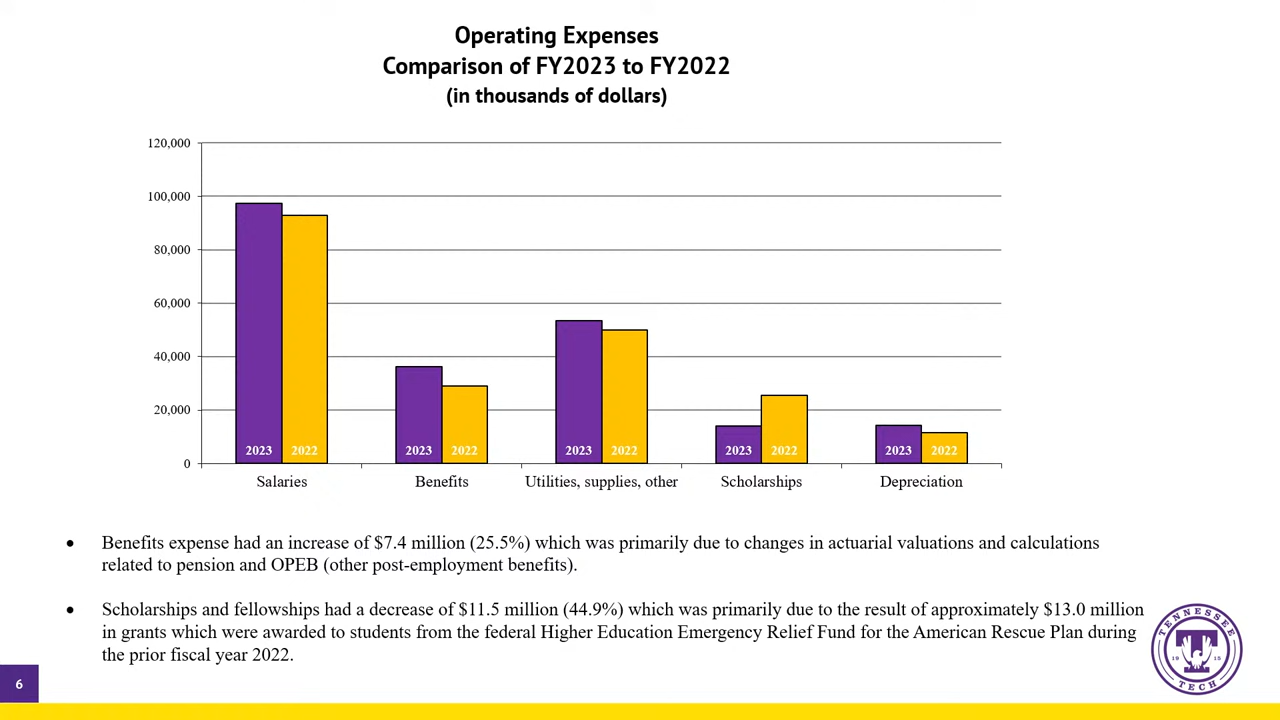 Operating Expenses
Comparison of FY2023 to FY2022
(in thousands of dollars)
120,000
100,000
80,000
60,000
40,000
20,000
0
2023 2022 2023 2022 2023 2022 2023 2022 2023 2022
Salaries Benefits Utilities, supplies, other Scholarships Depreciation
• Benefits expense had an increase of $7.4 million (25.5%) which was primarily due to changes in actuarial valuations and calculations
related to pension and OPEB (other post-employment benefits).
• Scholarships and fellowships had a decrease of $11.5 million (44.9%) which was primarily due to the result of approximately $13.0 million
in grants which were awarded to students from the federal Higher Education Emergency Relief Fund for the American Rescue Plan during
the prior fiscal year 2022.
TENNESSEE
T
19 15
TECH
6